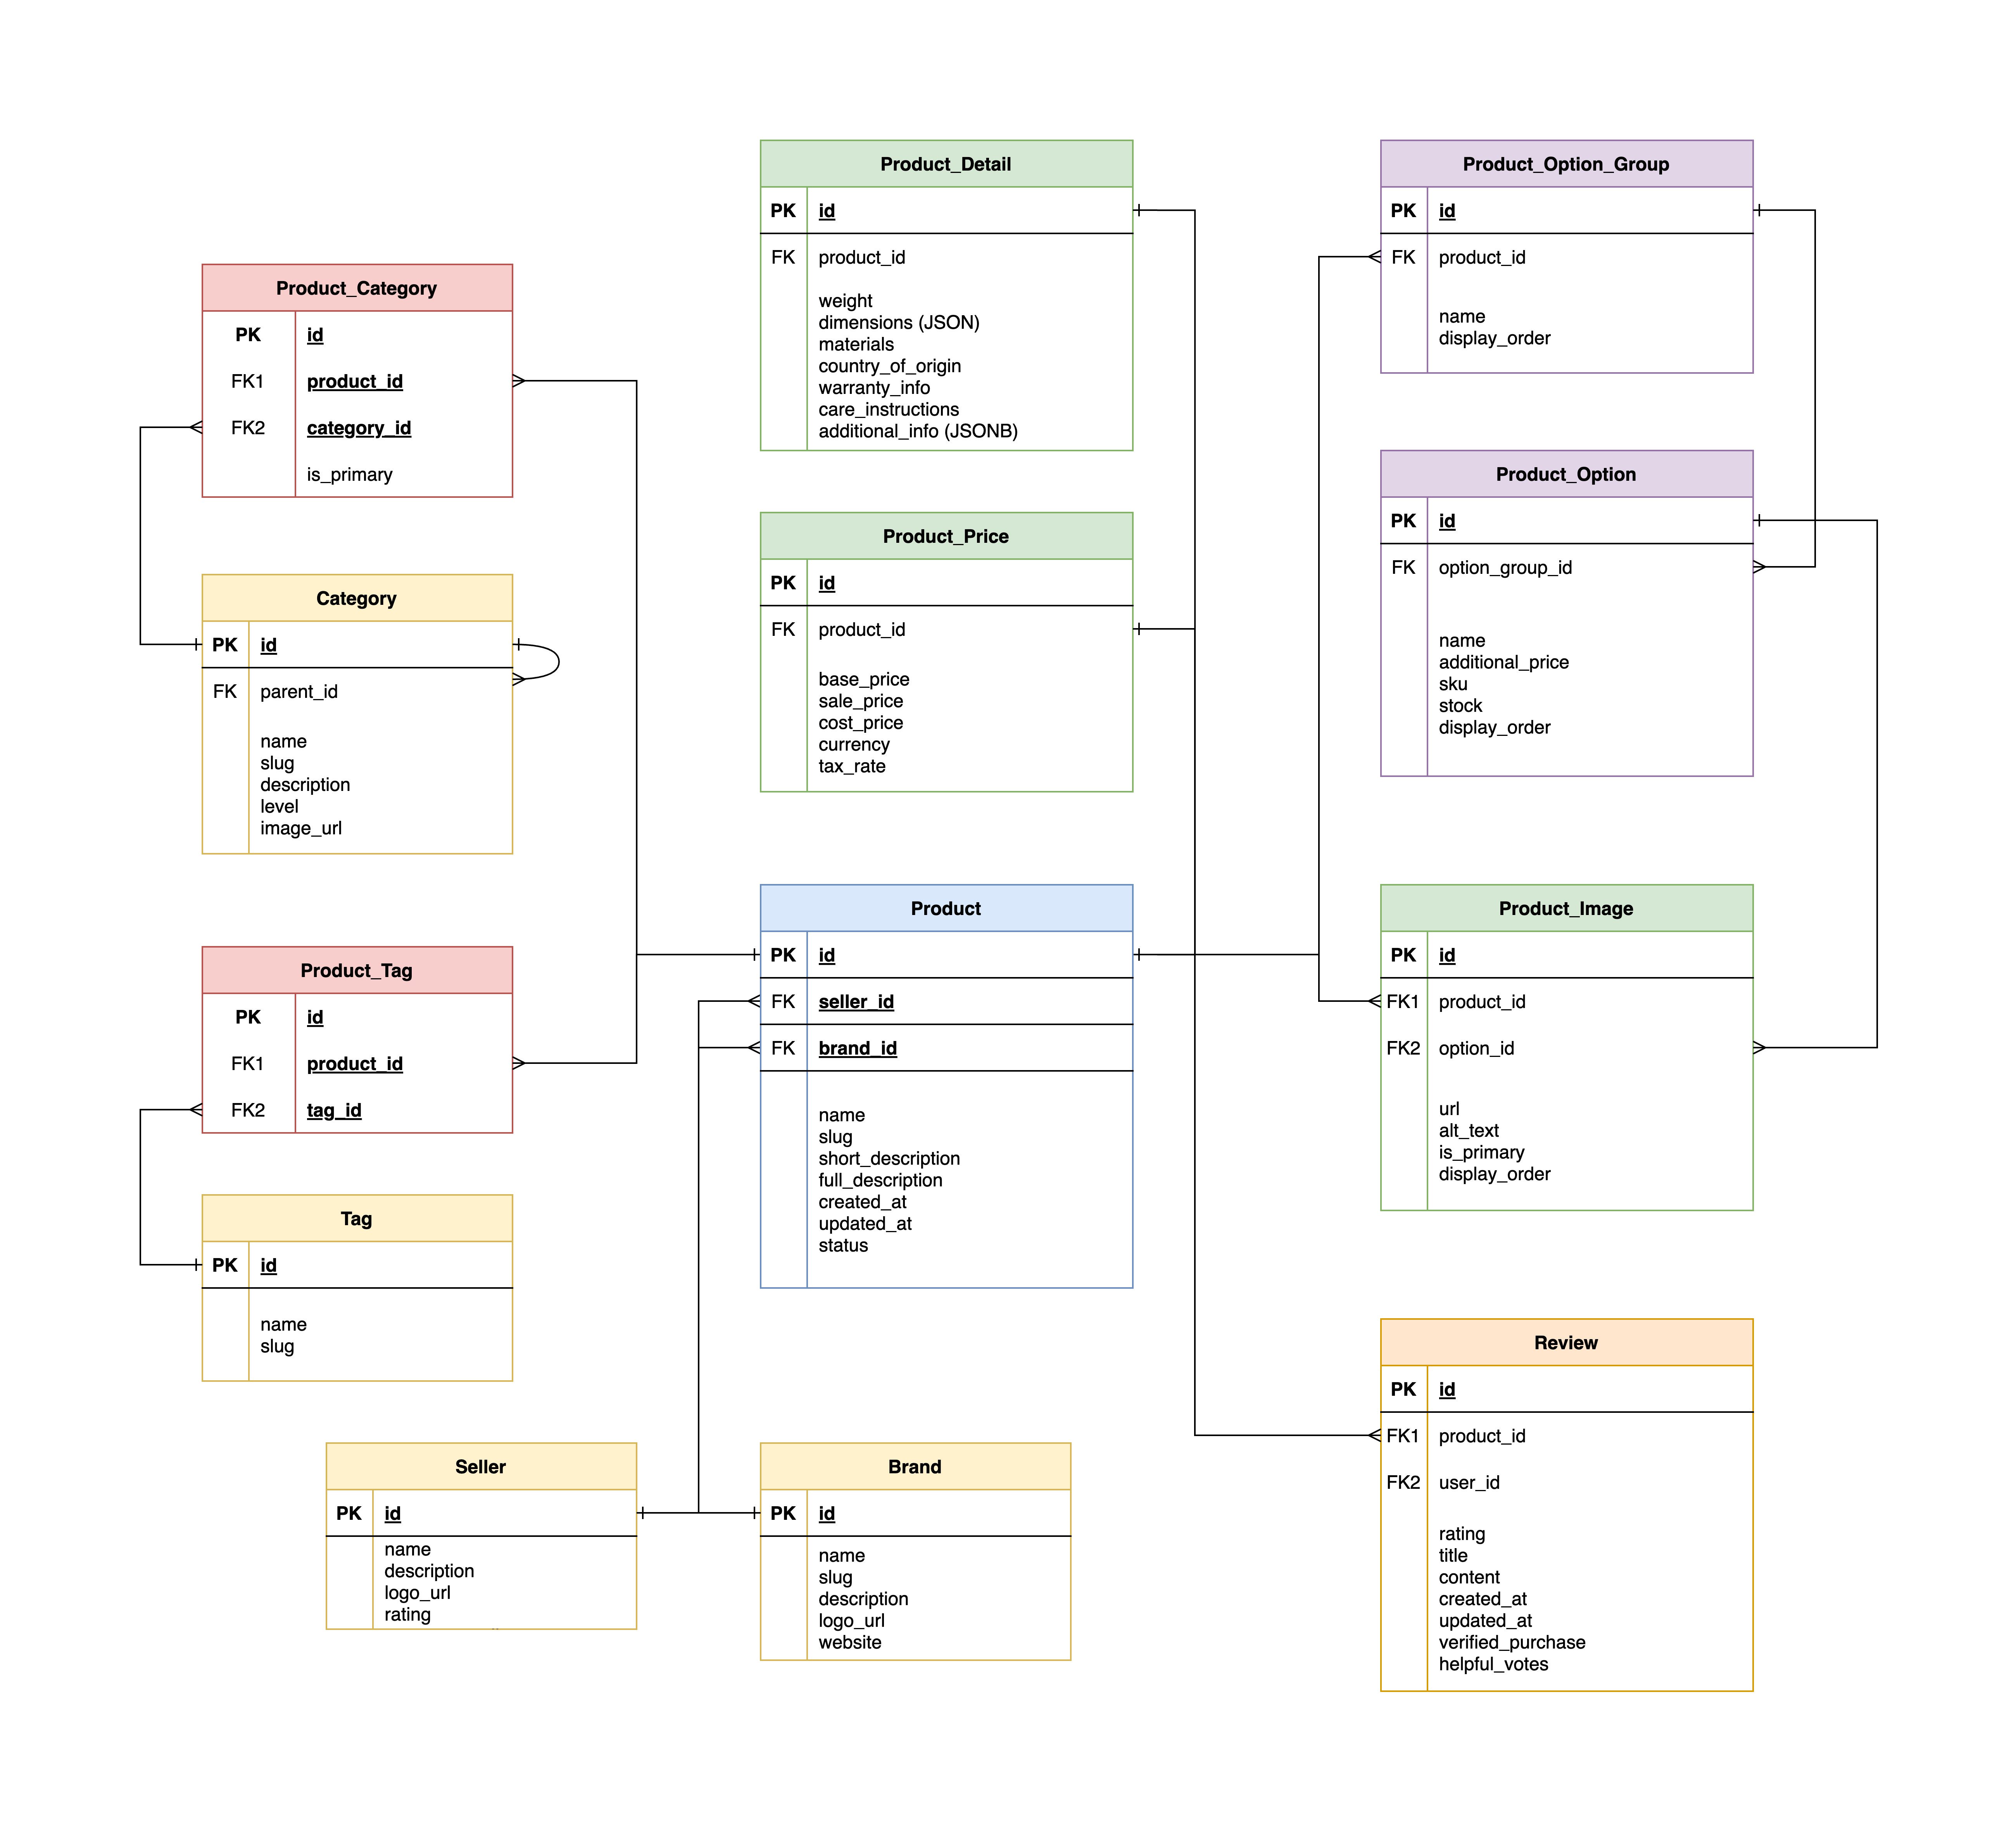 Product_Detail
PK id
FK product_id
weight
dimensions (JSON)
materials
country_of_origin
warranty_info
care_instructions
additional_info (JSONB)
Product_Option_Group
PK id
FK product_id
name
display_order
Product_Category
PK id
FK1 product_id
FK2 category_id
is_primary
Product_Price
PK id
FK product_id
base_price
sale_price
cost_price
currency
tax_rate
Product_Option
PK id
FK option_group_id
name
additional_price
sku
stock
display_order
Category
PK id
FK parent_id
name
slug
description
level
image_url
Product
PK id
FK seller_id
FK brand_id
name
slug
short_description
full_description
created_at
updated_at
status
Product_Image
PK id
FK1 product_id
FK2 option_id
url
alt_text
is_primary
display_order
Product_Tag
PK id
FK1 product_id
FK2 tag_id
Tag
PK id
name
slug
Seller
PK id
name
description
logo_url
rating
Brand
PK id
name
slug
description
logo_url
website
Review
PK id
FK1 product_id
FK2 user_id
rating
title
content
created_at
updated_at
verified_purchase
helpful_votes